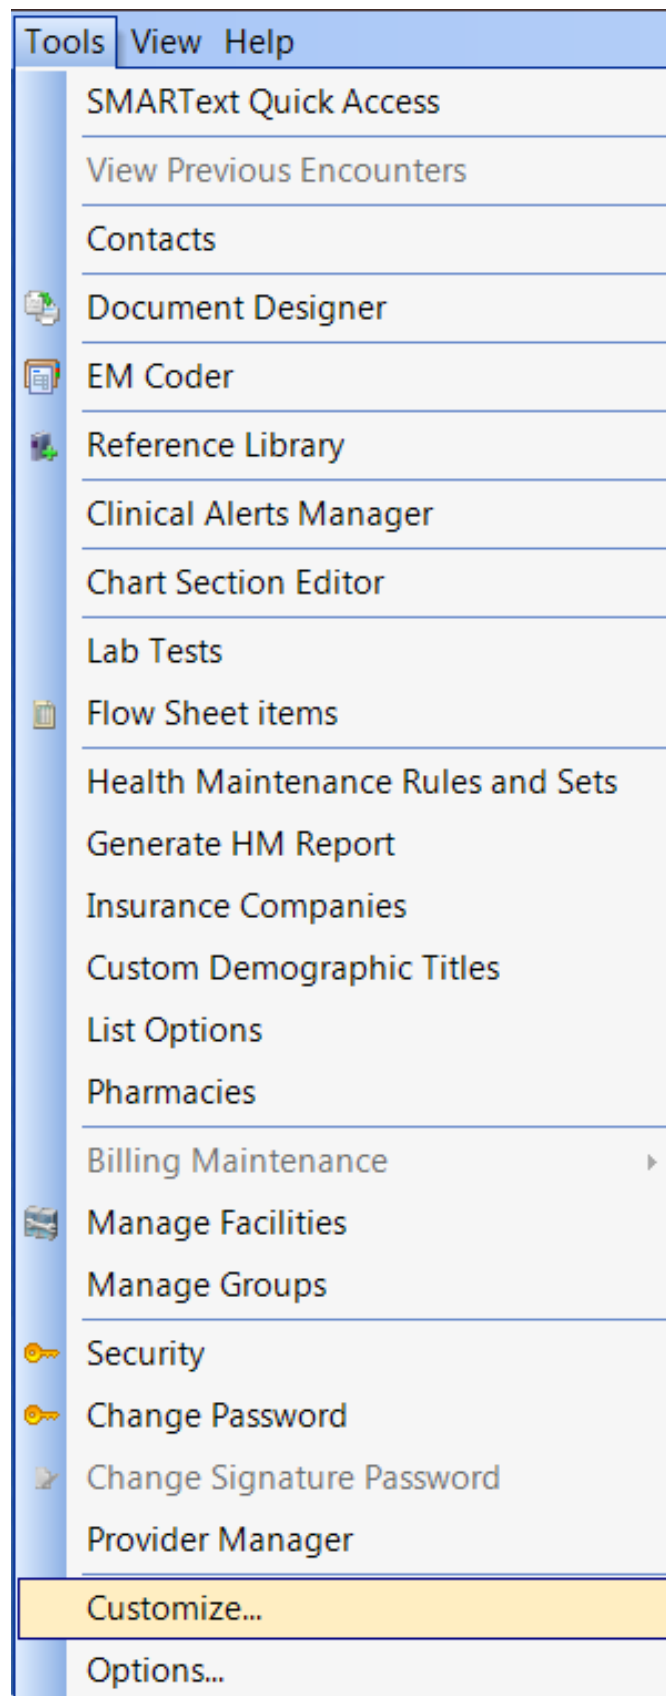 Tools View Help
SMARText Quick Access
View Previous Encounters
Contacts
Document Designer
EM Coder
Reference Library
Clinical Alerts Manager
Chart Section Editor
Lab Tests
Flow Sheet items
Health Maintenance Rules and Sets
Generate HM Report
Insurance Companies
Custom Demographic Titles
List Options
Pharmacies
Billing Maintenance
Manage Facilities
Manage Groups
Security
Change Password
Change Signature Password
Provider Manager
Customize...
Options...